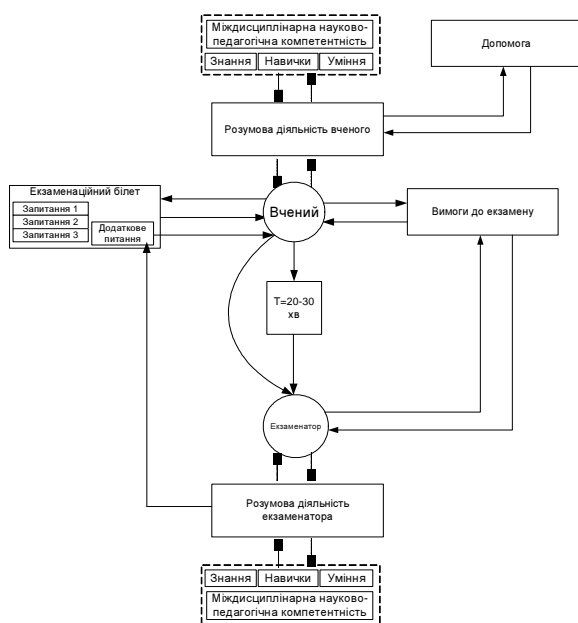 Міждисциплінарна науково-
педагогічна компетентність
Знання Навички Уміння
Допомога
Розумова діяльність вченого
Екзаменаційний білет
Запитання 1
Запитання 2
Запитання 3
Додаткове
питання
Вчений
Вимоги до екзамену
Т=20-30
хв
Екзаменатор
Розумова діяльність
екзаменатора
Знання Навички Уміння
Міждисциплінарна науково-
педагогічна компетентність